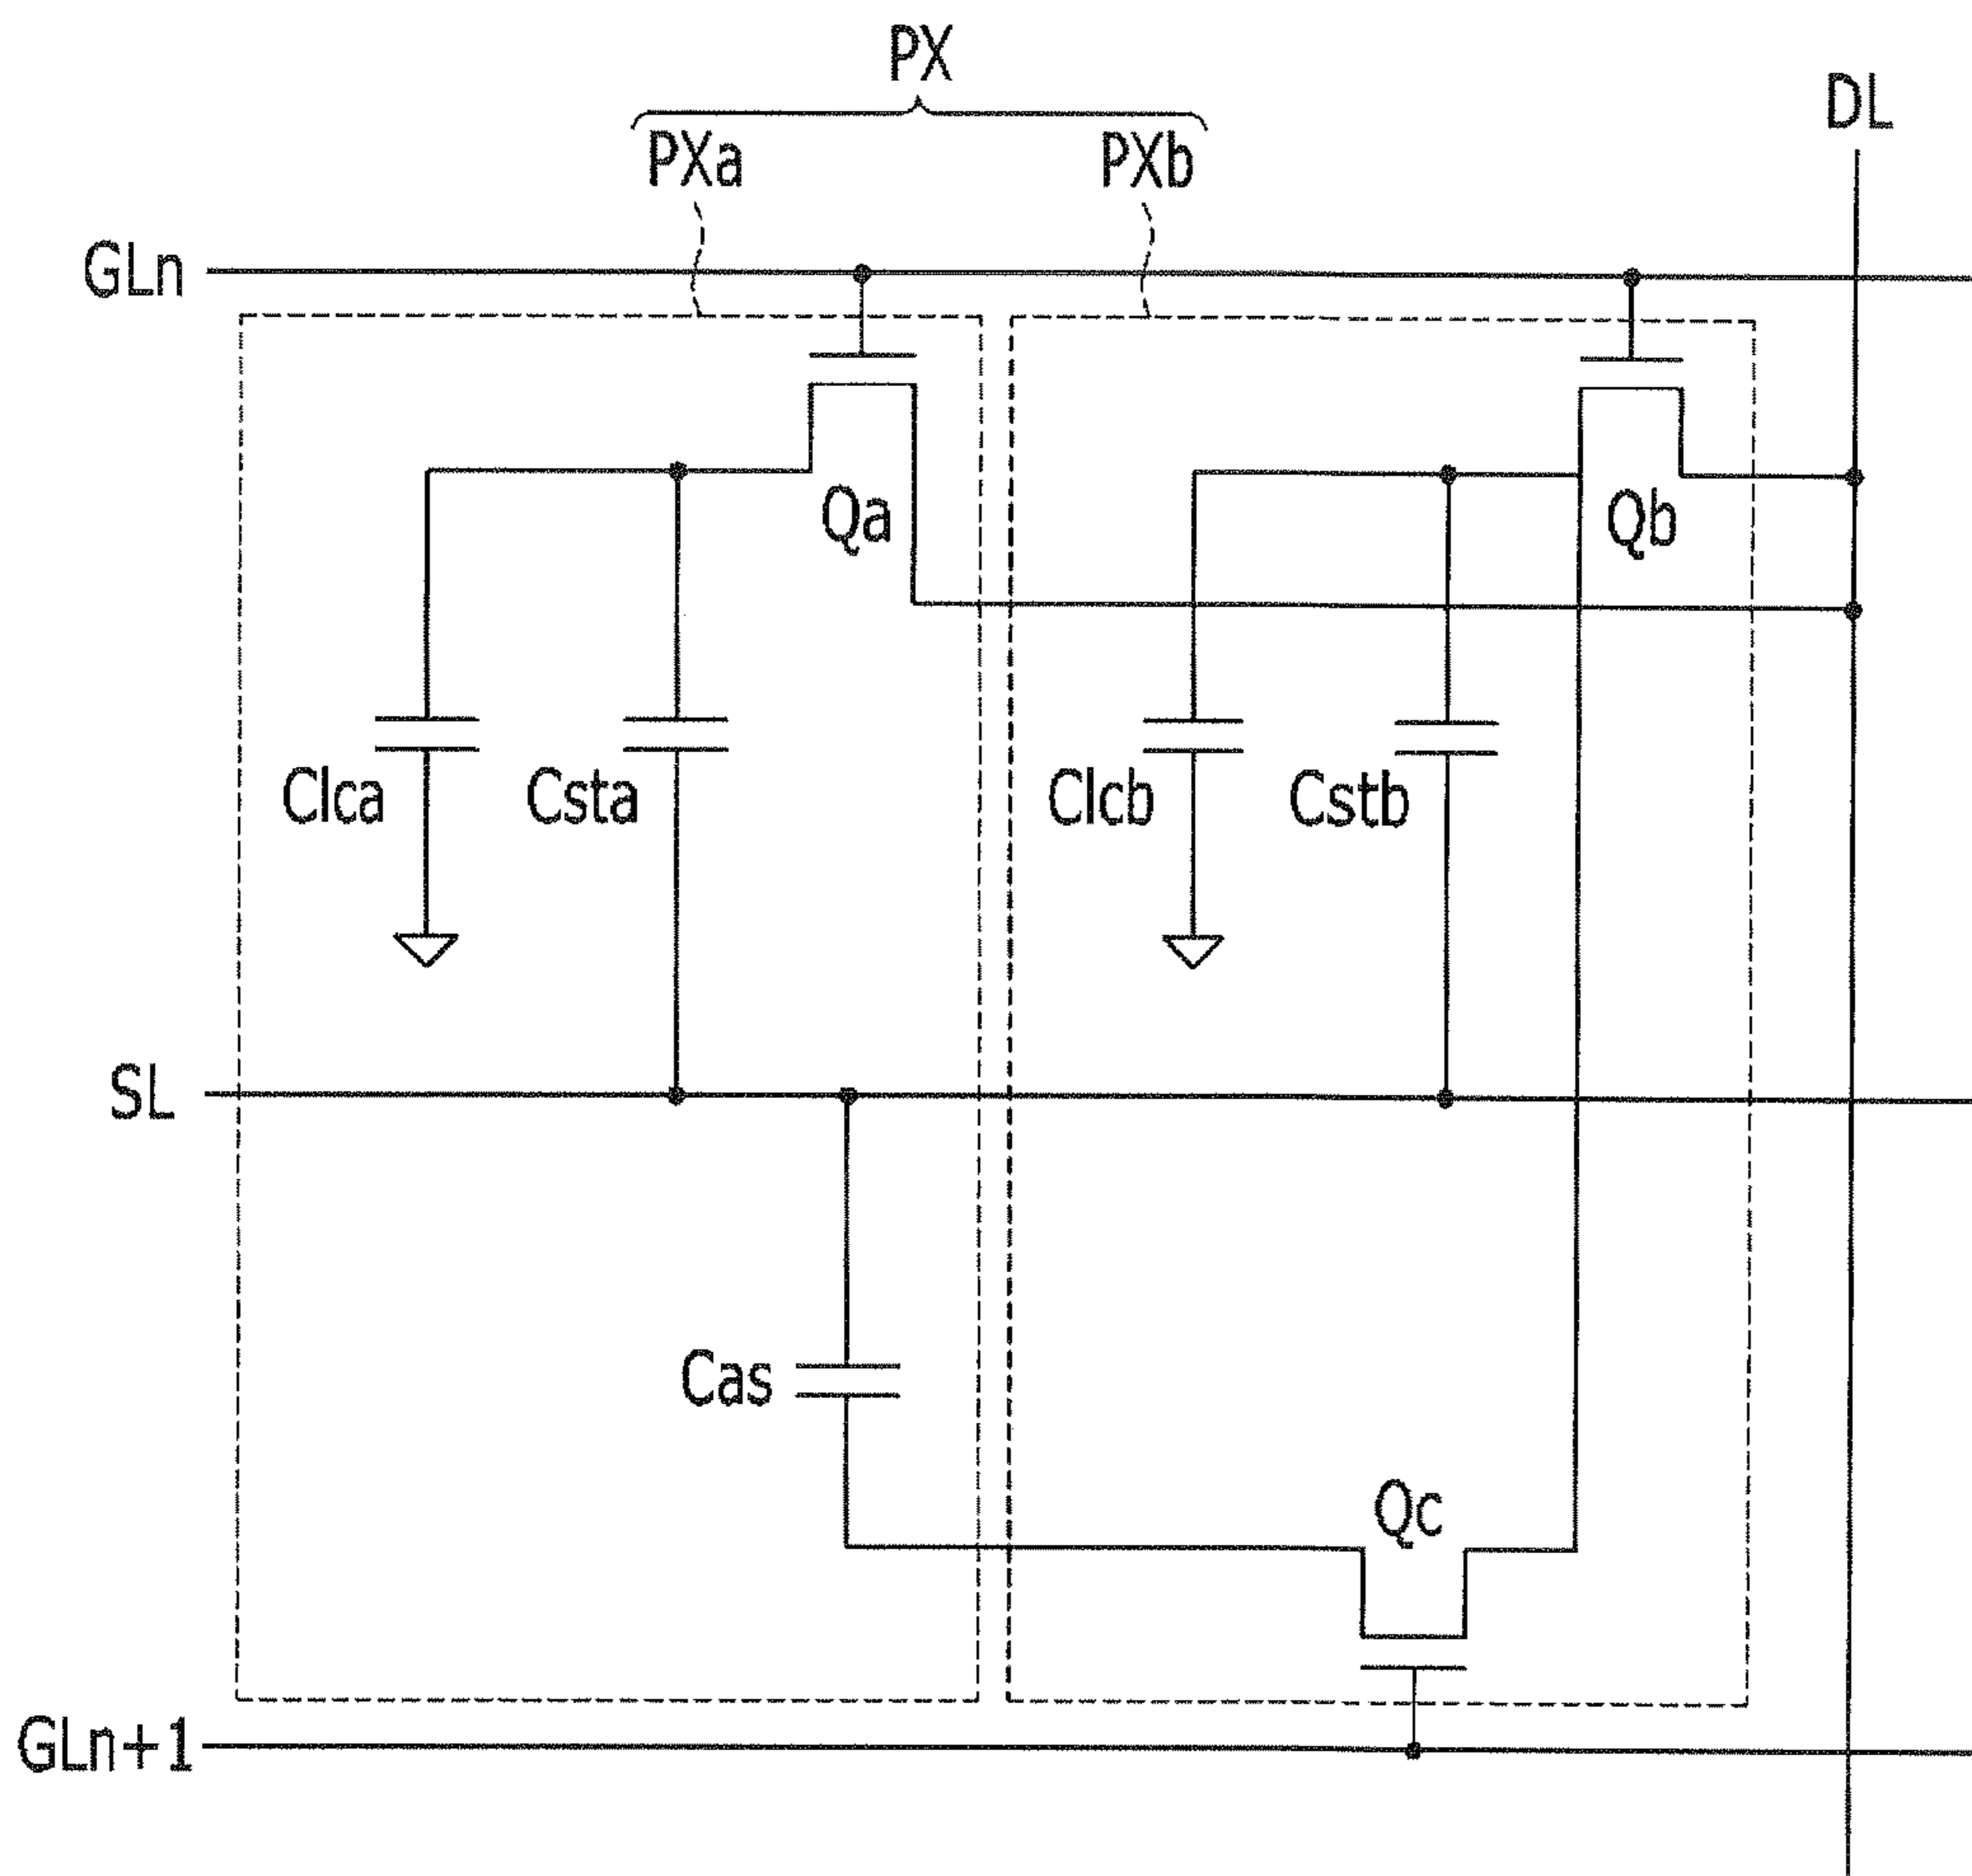 PX
DL
PXa
PXb
GLn
Qa
Qb
Clca
Csta
Clcb
Cstb
SL
Cas
Qc
GLn+1